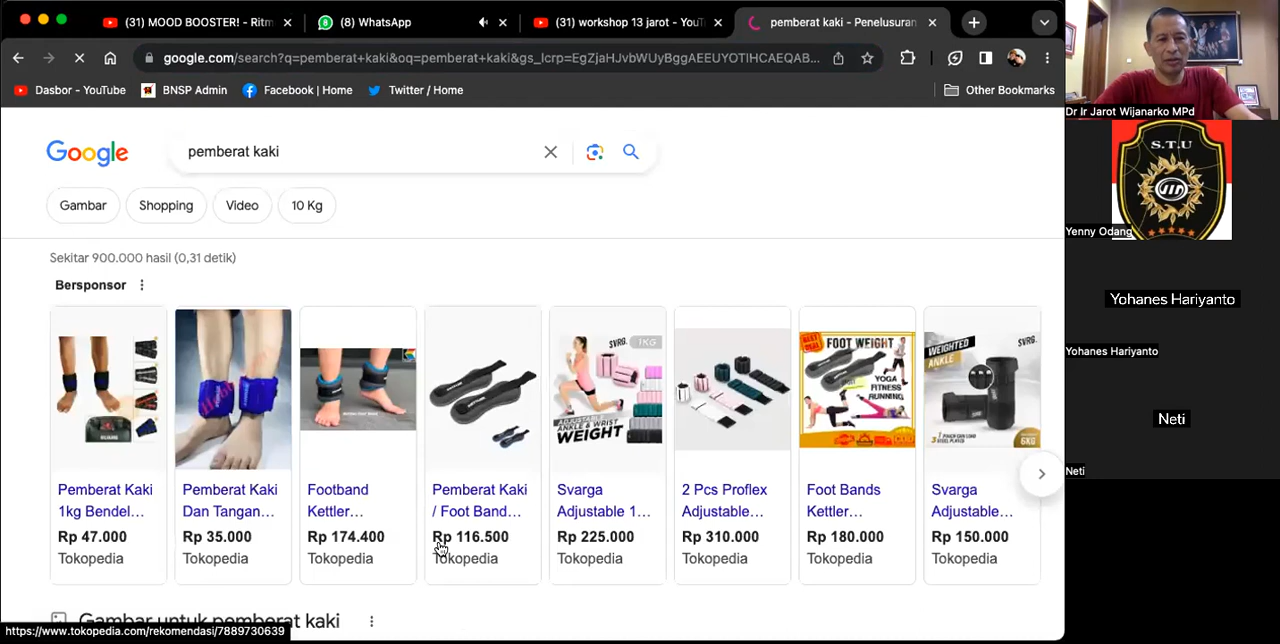 (31) MOOD BOOSTER! - Ritm
(8) WhatsApp
(31) workshop 13 jarot - YouT
pemberat kaki - Penelusuran
google.com/search?q=pemberat+kaki&oq=pemberat+kaki&gs_lcrp=EgZjaHJvbWUyBggAEEUYOTIHCAEQAB...
Dasbor - YouTube
BNSP Admin
Facebook | Home
Twitter / Home
Other Bookmarks
Google
pemberat kaki
Gambar
Shopping
Video
10 Kg
Sekitar 900.000 hasil (0,31 detik)
Bersponsor
SVRG.
1KG
ADJUSTABLE
ANKLE & WRIST
WEIGHT
FOOT WEIGHT
YOGA
FITNESS
RUNNING
WEIGHTED
ANKLE
SVRG.
6KG
Pemberat Kaki
1kg Bendel...
Rp 47.000
Tokopedia
Pemberat Kaki
Dan Tangan...
Rp 35.000
Tokopedia
Footband
Kettler...
Rp 174.400
Tokopedia
Pemberat Kaki
/ Foot Band...
Rp 116.500
Tokopedia
Svarga
Adjustable 1...
Rp 225.000
Tokopedia
2 Pcs Proflex
Adjustable...
Rp 310.000
Tokopedia
Foot Bands
Kettler...
Rp 180.000
Tokopedia
Svarga
Adjustable...
Rp 150.000
Tokopedia
Gambar untuk pemberat kaki
https://www.tokopedia.com/rekomendasi/7889730639
Dr Ir Jarot Wijanarko MPd
S.T.U
Yenny Odang
Yohanes Hariyanto
Yohanes Hariyanto
Neti
Neti